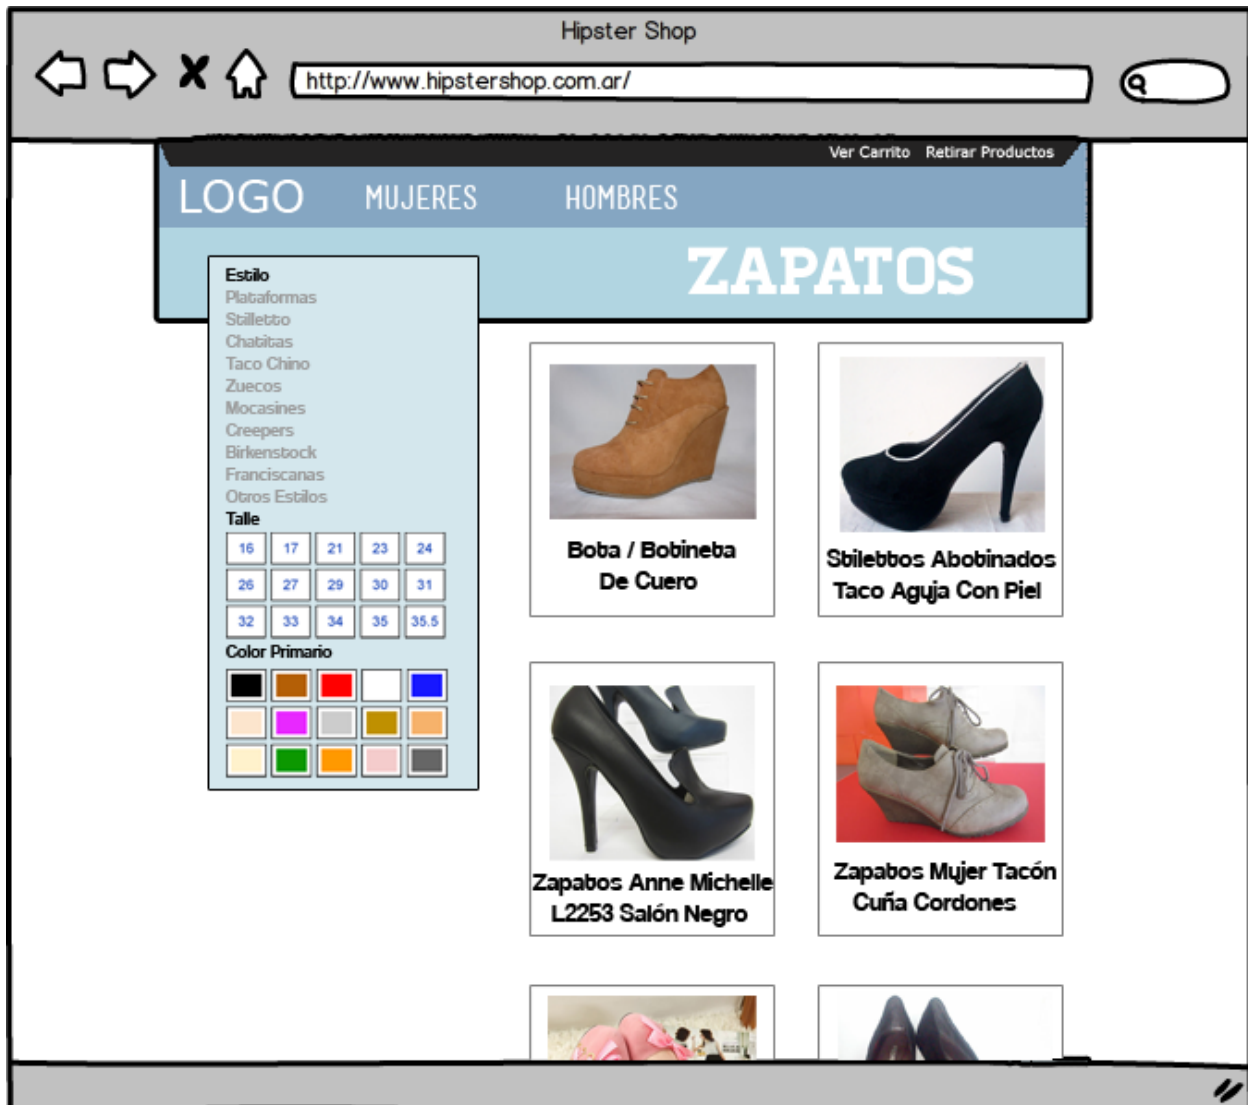 Hipster Shop
http://www.hipstershop.com.ar/
Ver Carrito Retirar Productos
LOGO MUJERES HOMBRES
ZAPATOS
Estilo
Plataformas
Stilletto
Chatitas
Taco Chino
Zuecos
Mocasines
Creepers
Birkenstock
Franciscanas
Otros Estilos
Talle
16 17 21 23 24
26 27 29 30 31
32 33 34 35 35.5
Color Primario
Bota / Botineta
De Cuero
Stilettos Abotinados
Taco Aguja Con Piel
Zapatos Anne Michelle
L2253 Salón Negro
Zapatos Mujer Tacón
Cuña Cordones